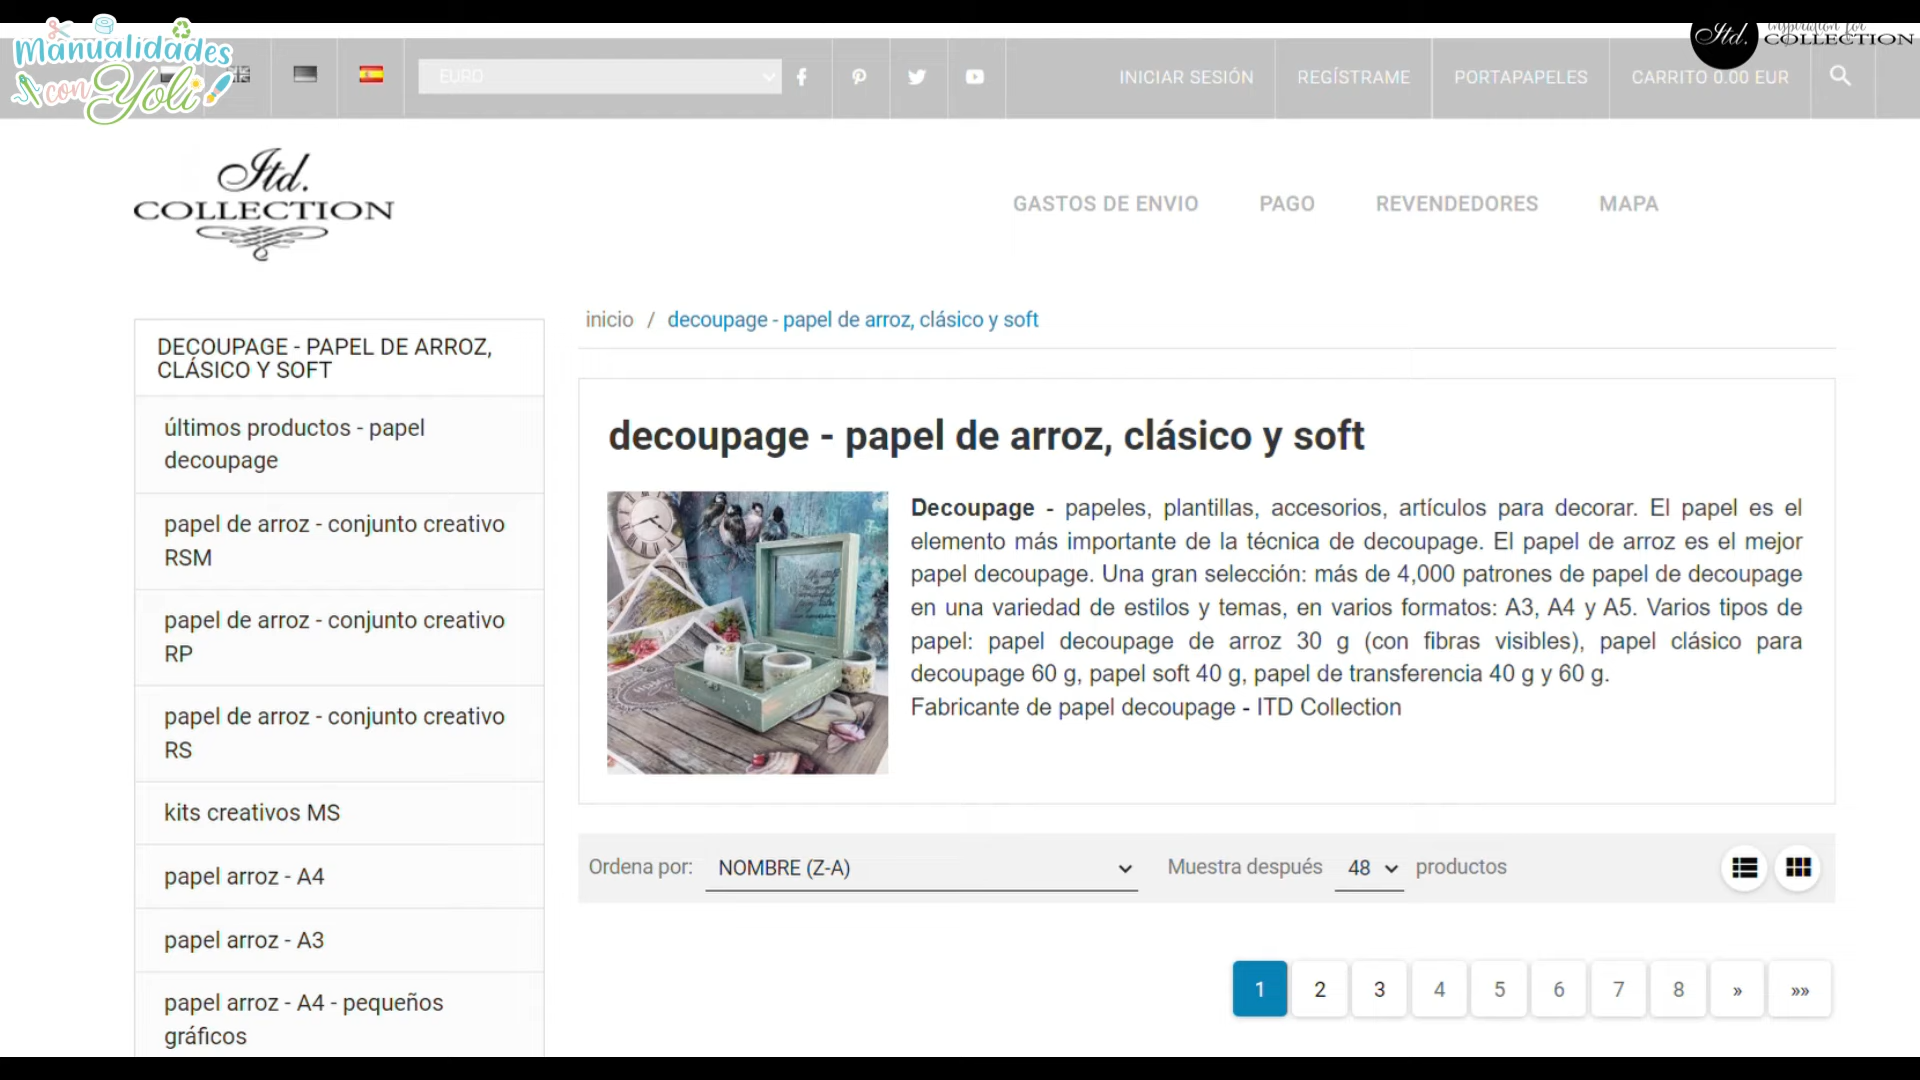 Manualidades
con Yoli
Itd. inspiration for
COLLECTION
EURO
INICIAR SESIÓN
REGÍSTRAME
PORTAPAPELES
CARRITO 0.00 EUR
Itd.
COLLECTION
GASTOS DE ENVIO
PAGO
REVENDEDORES
MAPA
inicio / decoupage - papel de arroz, clásico y soft
DECOUPAGE - PAPEL DE ARROZ,
CLÁSICO Y SOFT
últimos productos - papel
decoupage
papel de arroz - conjunto creativo
RSM
papel de arroz - conjunto creativo
RP
papel de arroz - conjunto creativo
RS
kits creativos MS
papel arroz - A4
papel arroz - A3
papel arroz - A4 - pequeños
gráficos
decoupage - papel de arroz, clásico y soft
Decoupage - papeles, plantillas, accesorios, artículos para decorar. El papel es el
elemento más importante de la técnica de decoupage. El papel de arroz es el mejor
papel decoupage. Una gran selección: más de 4,000 patrones de papel de decoupage
en una variedad de estilos y temas, en varios formatos: A3, A4 y A5. Varios tipos de
papel: papel decoupage de arroz 30 g (con fibras visibles), papel clásico para
decoupage 60 g, papel soft 40 g, papel de transferencia 40 g y 60 g.
Fabricante de papel decoupage - ITD Collection
Ordena por: NOMBRE (Z-A)
Muestra después 48 productos
1 2 3 4 5 6 7 8 » »»